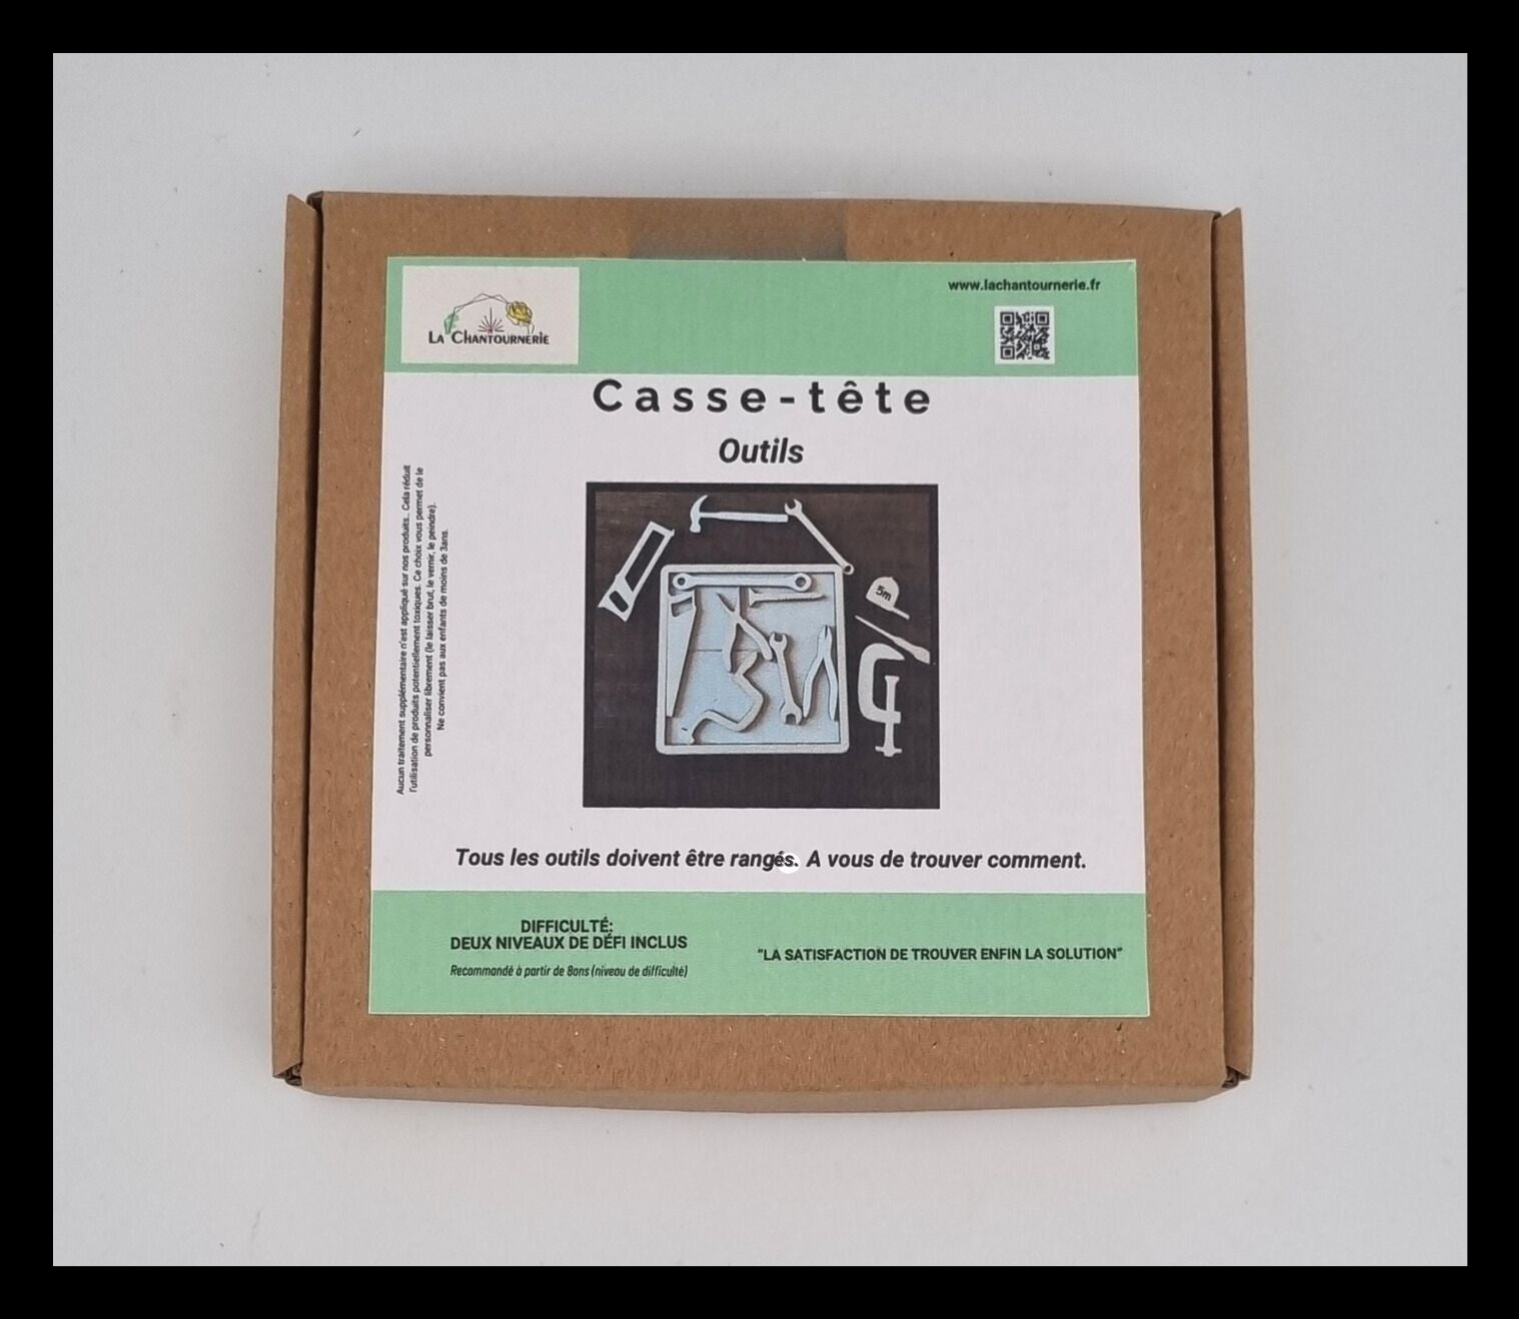 La Chantournerie
www.lachantournerie.fr
Casse-tête
Outils
5m
Aucun traitement supplémentaire n'est appliqué sur nos produits.. Cela réduit
l'utilisation de produits potentiellement toxiques. Ce choix vous permet de le
personnaliser librement (le laisser brut, le vernir, le peindre).
Ne convient pas aux enfants de moins de 3ans.
Tous les outils doivent être rangés. A vous de trouver comment.
DIFFICULTÉ:
DEUX NIVEAUX DE DÉFI INCLUS
Recommandé à partir de 8ans (niveau de difficulté)
"LA SATISFACTION DE TROUVER ENFIN LA SOLUTION"